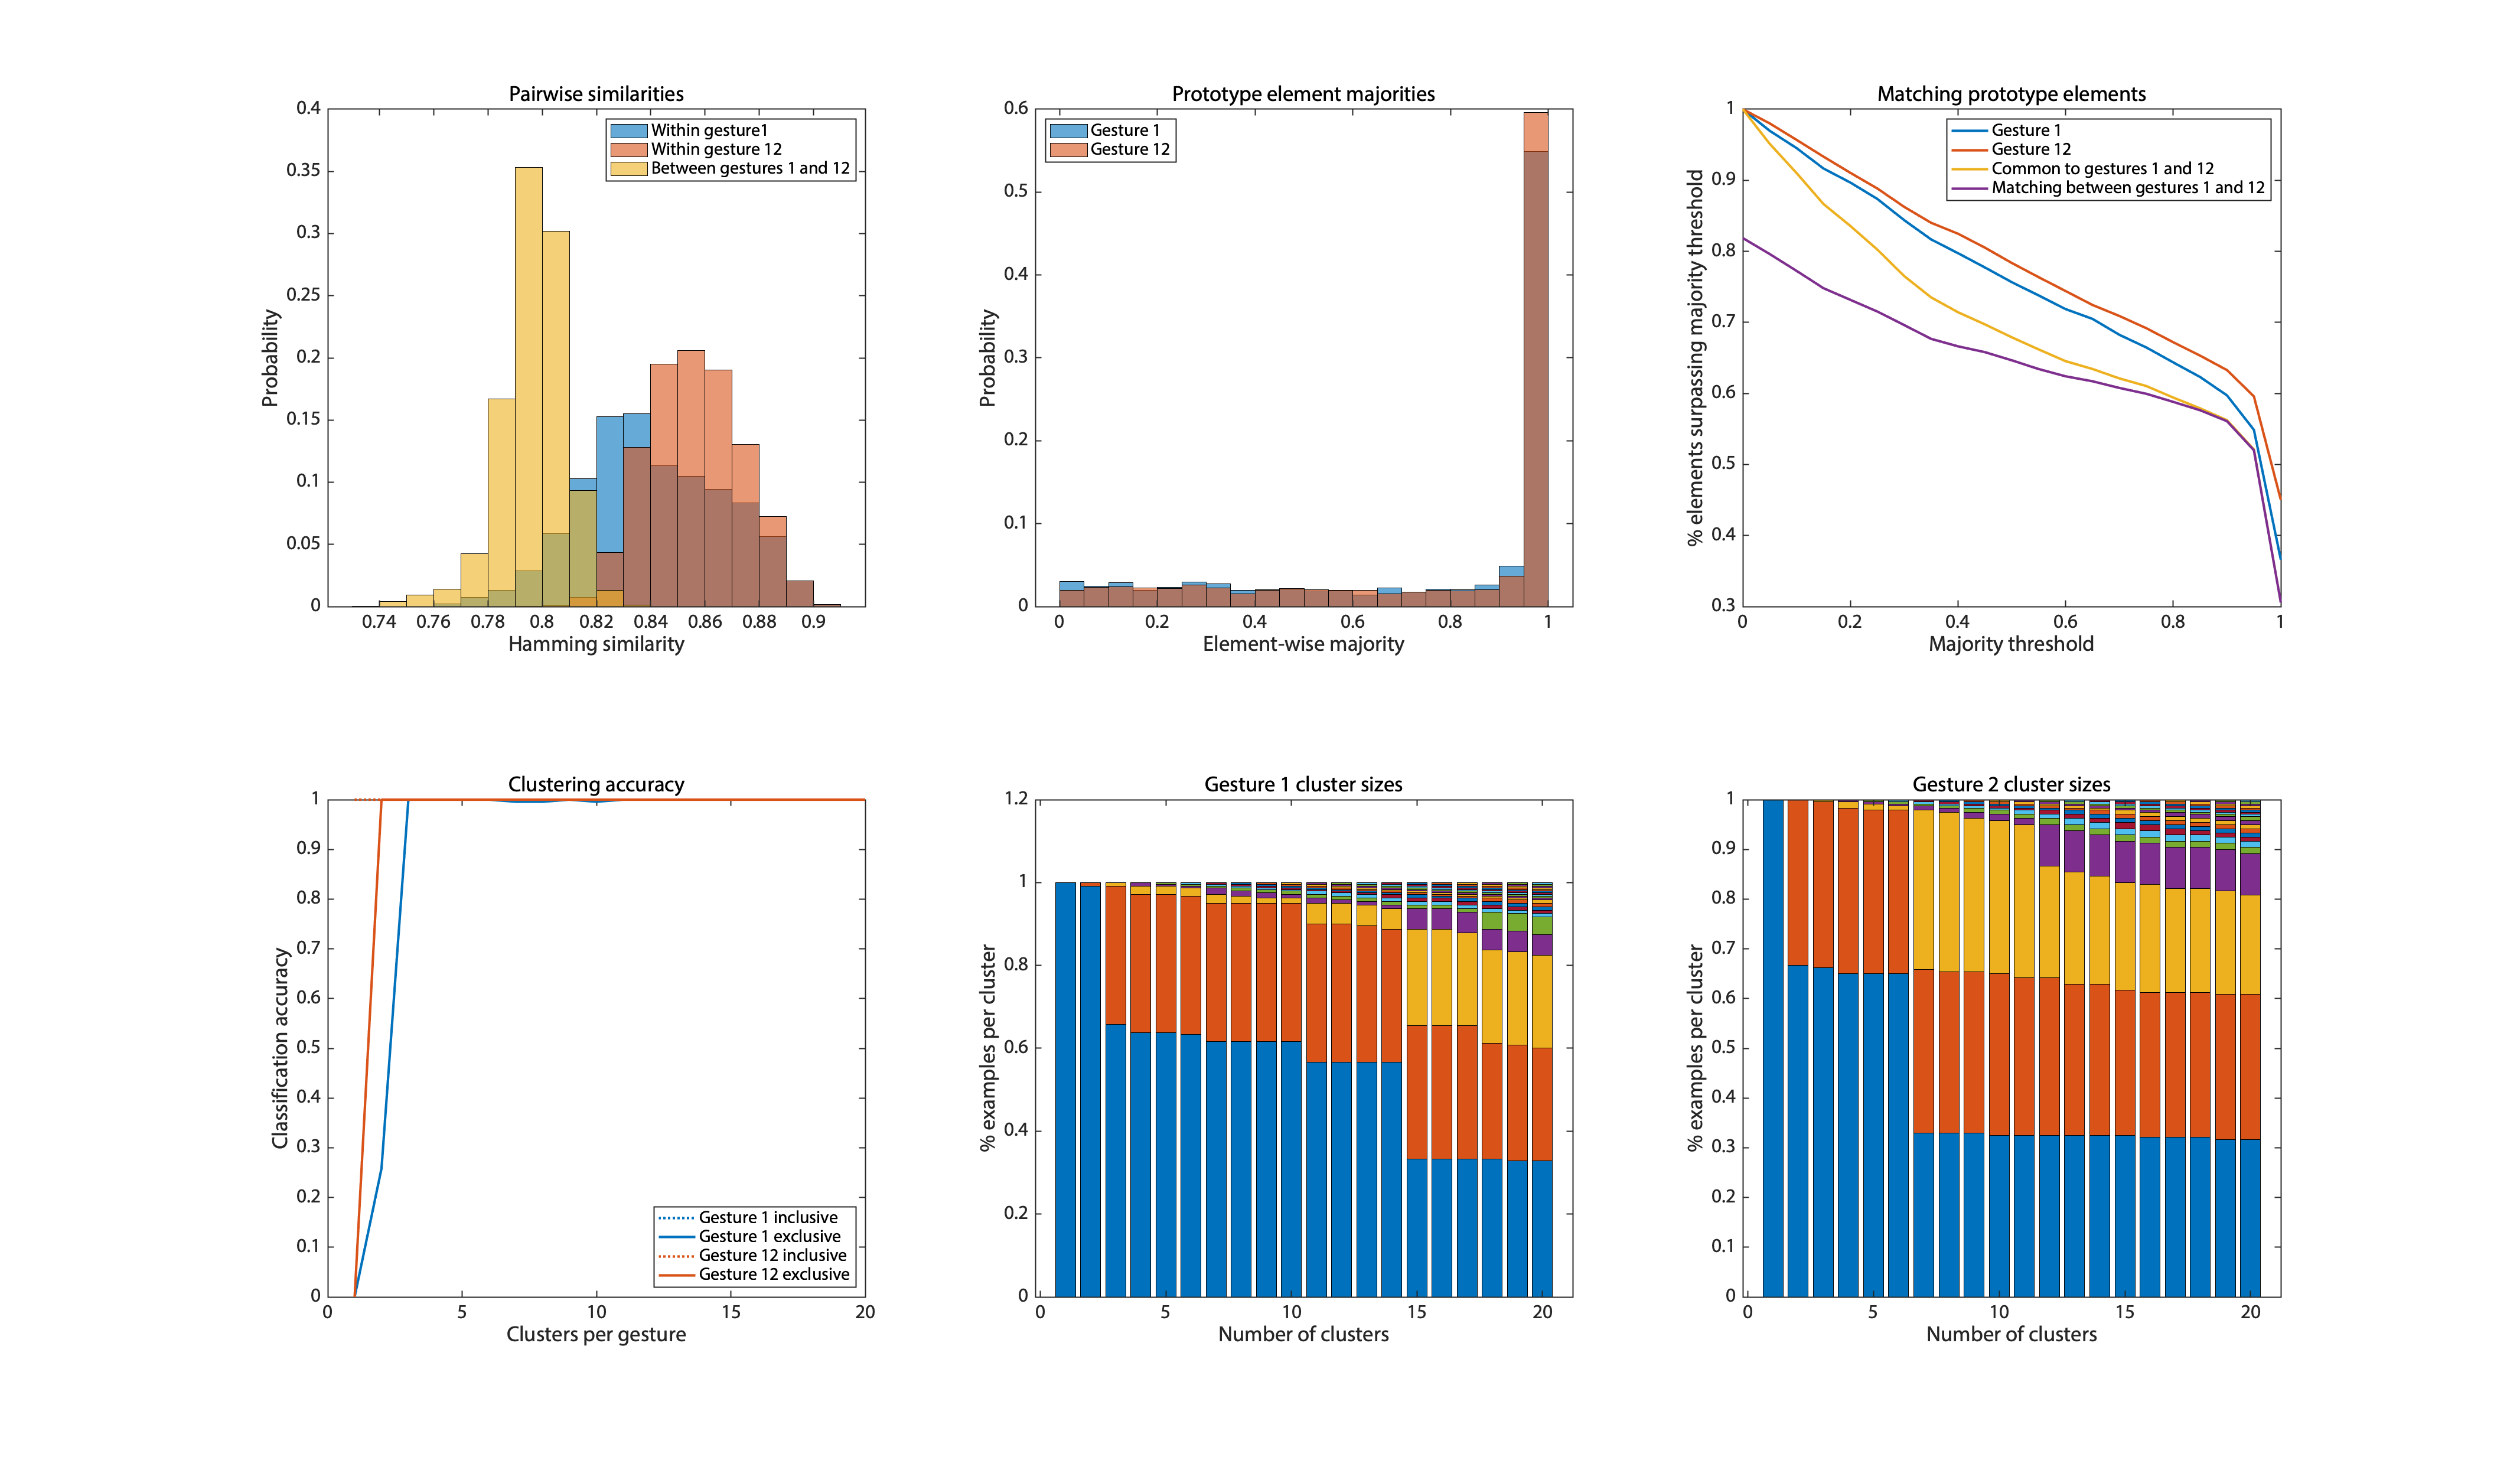 Pairwise similarities
0.4
0.35
0.3
0.25
0.2
0.15
0.1
0.05
0
Probability
Within gesture1
Within gesture 12
Between gestures 1 and 12
0.74 0.76 0.78 0.8 0.82 0.84 0.86 0.88 0.9
Hamming similarity
Prototype element majorities
0.6
0.5
0.4
0.3
0.2
0.1
0
Probability
Gesture 1
Gesture 12
0 0.2 0.4 0.6 0.8 1
Element-wise majority
Matching prototype elements
1
0.9
0.8
0.7
0.6
0.5
0.4
0.3
% elements surpassing majority threshold
Gesture 1
Gesture 12
Common to gestures 1 and 12
Matching between gestures 1 and 12
0 0.2 0.4 0.6 0.8 1
Majority threshold
Clustering accuracy
1
0.9
0.8
0.7
0.6
0.5
0.4
0.3
0.2
0.1
0
Classification accuracy
Gesture 1 inclusive
Gesture 1 exclusive
Gesture 12 inclusive
Gesture 12 exclusive
0 5 10 15 20
Clusters per gesture
Gesture 1 cluster sizes
1.2
1
0.8
0.6
0.4
0.2
0
% examples per cluster
0 5 10 15 20
Number of clusters
Gesture 2 cluster sizes
1
0.9
0.8
0.7
0.6
0.5
0.4
0.3
0.2
0.1
0
% examples per cluster
0 5 10 15 20
Number of clusters